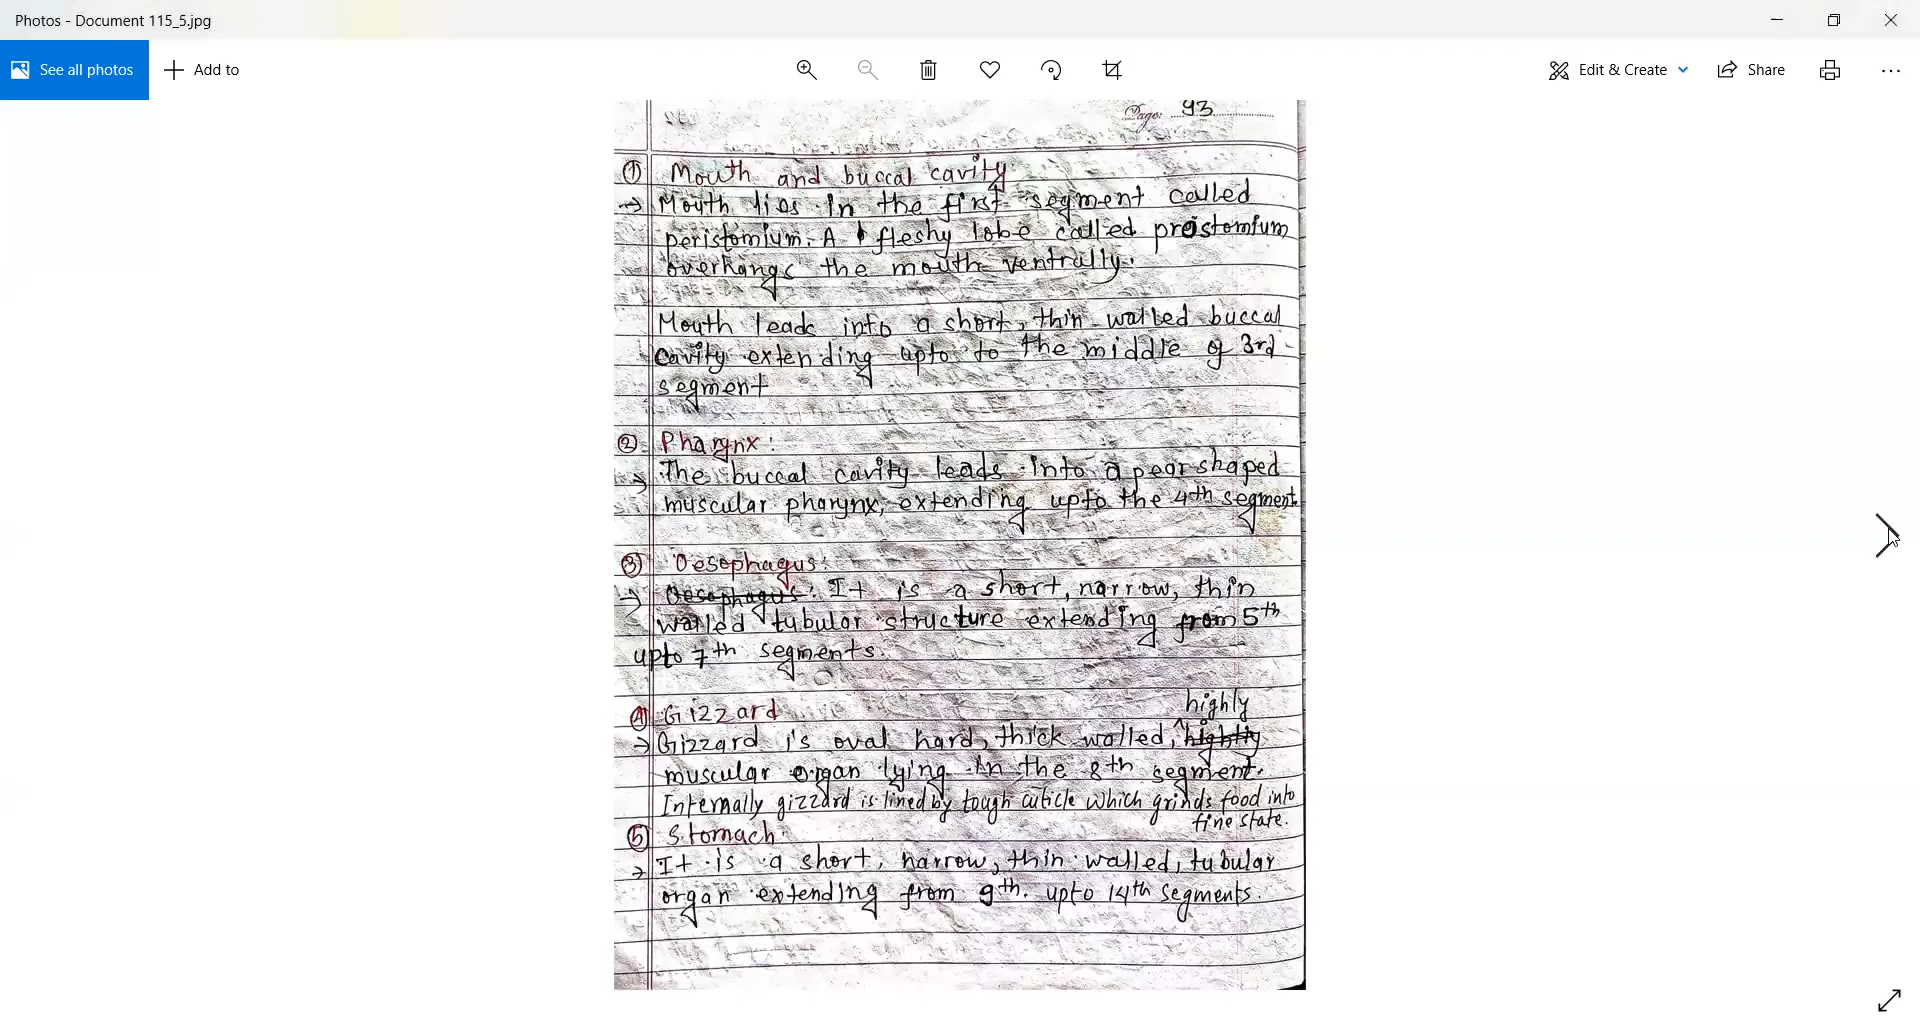 Photos - Document 115_5.jpg
See all photos
Add to
Edit & Create
Share
Page: 93
① Mouth and buccal cavity
→ Mouth lies in the first segment called
peristomium. A fleshy lobe called prostomium
overhangs the mouth ventrally.
Mouth leads into a short, thin walled buccal
cavity extending upto to the middle of 3rd
segment
② Pharynx:
→ The buccal cavity leads into a pear shaped
muscular pharynx, extending upto the 4th segment.
③ Oesophagus:
→ Oesophagus: It is a short, narrow, thin
walled tubular structure extending from 5th
upto 7th segments.
④ Gizzard
highly
→ Gizzard is oval hard, thick walled, ^ highly
muscular organ lying in the 8th segment.
Internally gizzard is lined by tough cuticle which grinds food into
fine state.
⑤ Stomach:
→ It is a short, narrow, thin walled, tubular
organ extending from 9th. upto 14th segments.